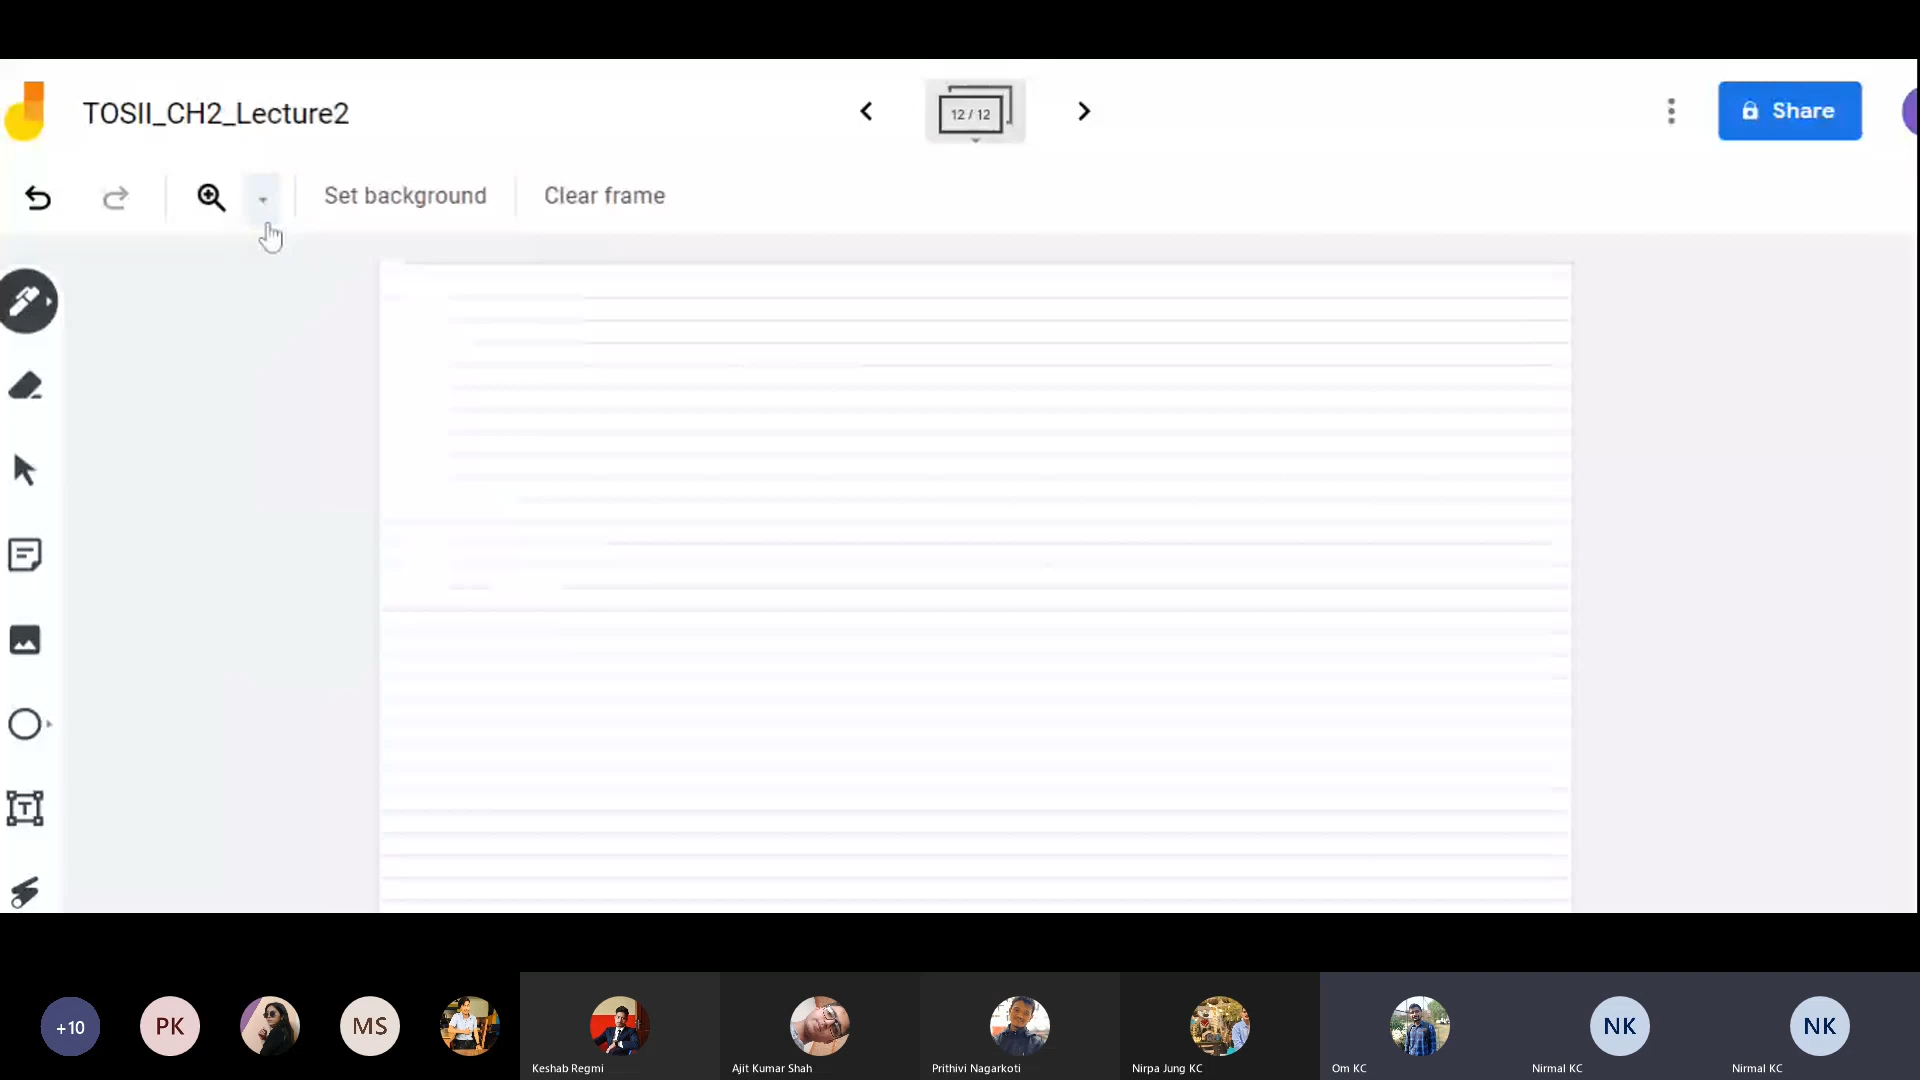 TOSII_CH2_Lecture2
12 / 12
Share
Set background
Clear frame
T
+10
PK
MS
NK
NK
Keshab Regmi
Ajit Kumar Shah
Prithivi Nagarkoti
Nirpa Jung KC
Om KC
Nirmal KC
Nirmal KC